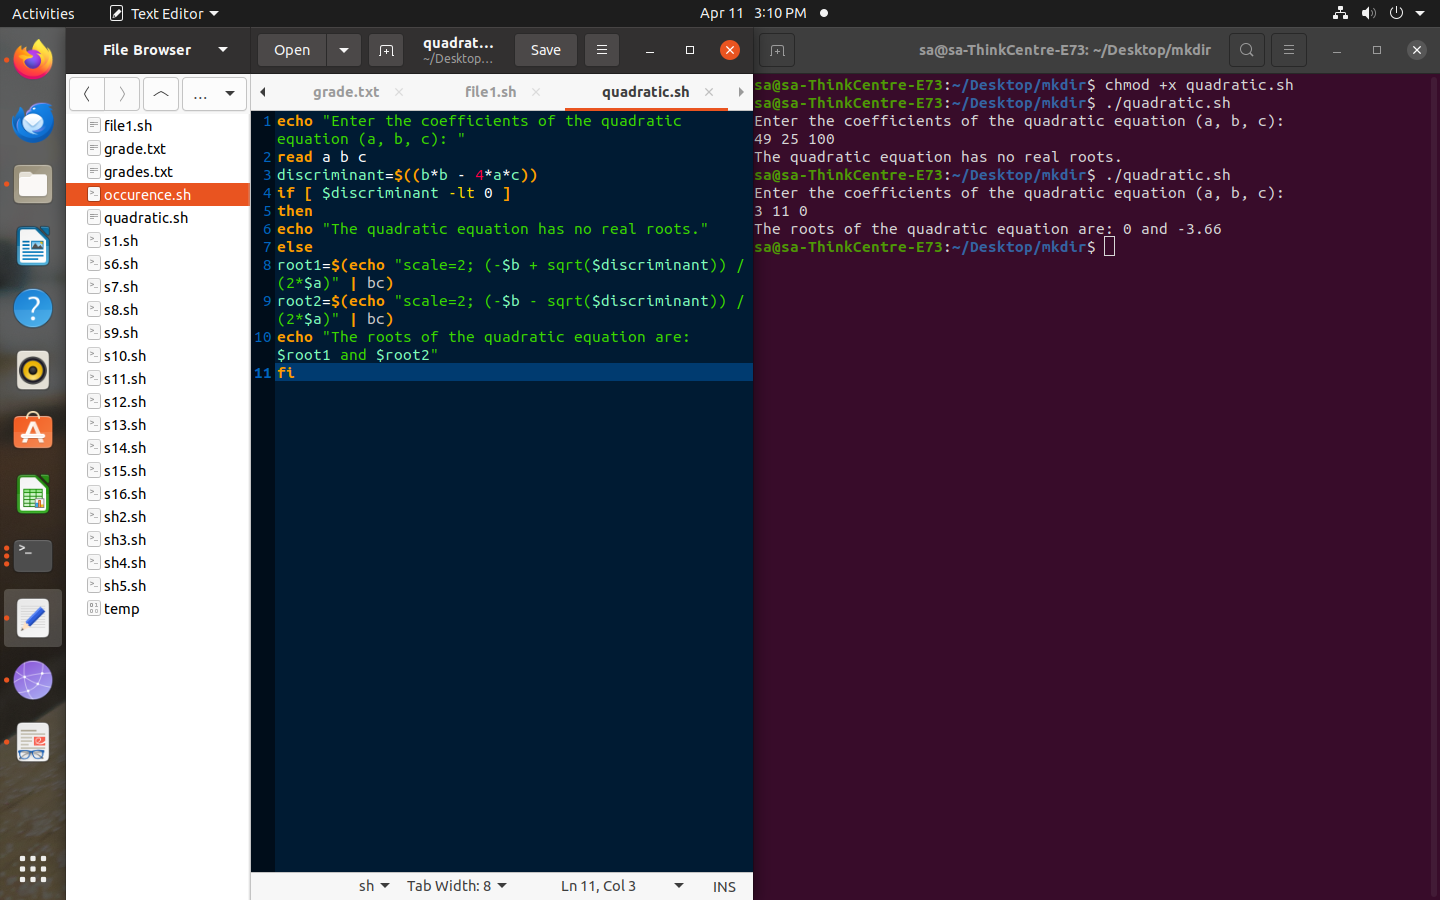 Activities
Text Editor
Apr 11 3:10 PM
File Browser
Open
quadrat...
~/Desktop...
Save
sa@sa-ThinkCentre-E73: ~/Desktop/mkdir
...
grade.txt
file1.sh
quadratic.sh
file1.sh
grade.txt
grades.txt
occurence.sh
quadratic.sh
s1.sh
s6.sh
s7.sh
s8.sh
s9.sh
s10.sh
s11.sh
s12.sh
s13.sh
s14.sh
s15.sh
s16.sh
sh2.sh
sh3.sh
sh4.sh
sh5.sh
temp
1 echo "Enter the coefficients of the quadratic
equation (a, b, c): "
2 read a b c
3 discriminant=$((b*b - 4*a*c))
4 if [ $discriminant -lt 0 ]
5 then
6 echo "The quadratic equation has no real roots."
7 else
8 root1=$(echo "scale=2; (-$b + sqrt($discriminant)) /
(2*$a)" | bc)
9 root2=$(echo "scale=2; (-$b - sqrt($discriminant)) /
(2*$a)" | bc)
10 echo "The roots of the quadratic equation are:
$root1 and $root2"
11 fi
sh
Tab Width: 8
Ln 11, Col 3
INS
sa@sa-ThinkCentre-E73:~/Desktop/mkdir$ chmod +x quadratic.sh
sa@sa-ThinkCentre-E73:~/Desktop/mkdir$ ./quadratic.sh
Enter the coefficients of the quadratic equation (a, b, c):
49 25 100
The quadratic equation has no real roots.
sa@sa-ThinkCentre-E73:~/Desktop/mkdir$ ./quadratic.sh
Enter the coefficients of the quadratic equation (a, b, c):
3 11 0
The roots of the quadratic equation are: 0 and -3.66
sa@sa-ThinkCentre-E73:~/Desktop/mkdir$